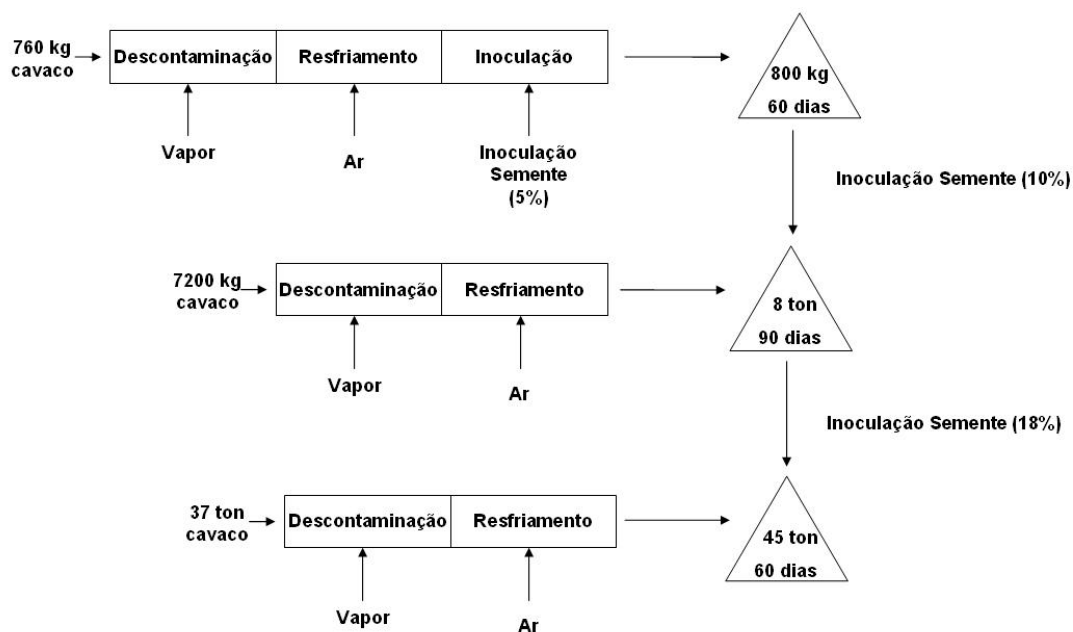 760 kg
cavaco
Descontaminação
Resfriamento
Inoculação
800 kg
60 dias
Vapor
Ar
Inoculação
Semente
(5%)
Inoculação Semente (10%)
7200 kg
cavaco
Descontaminação
Resfriamento
8 ton
90 dias
Vapor
Ar
Inoculação Semente (18%)
37 ton
cavaco
Descontaminação
Resfriamento
45 ton
60 dias
Vapor
Ar